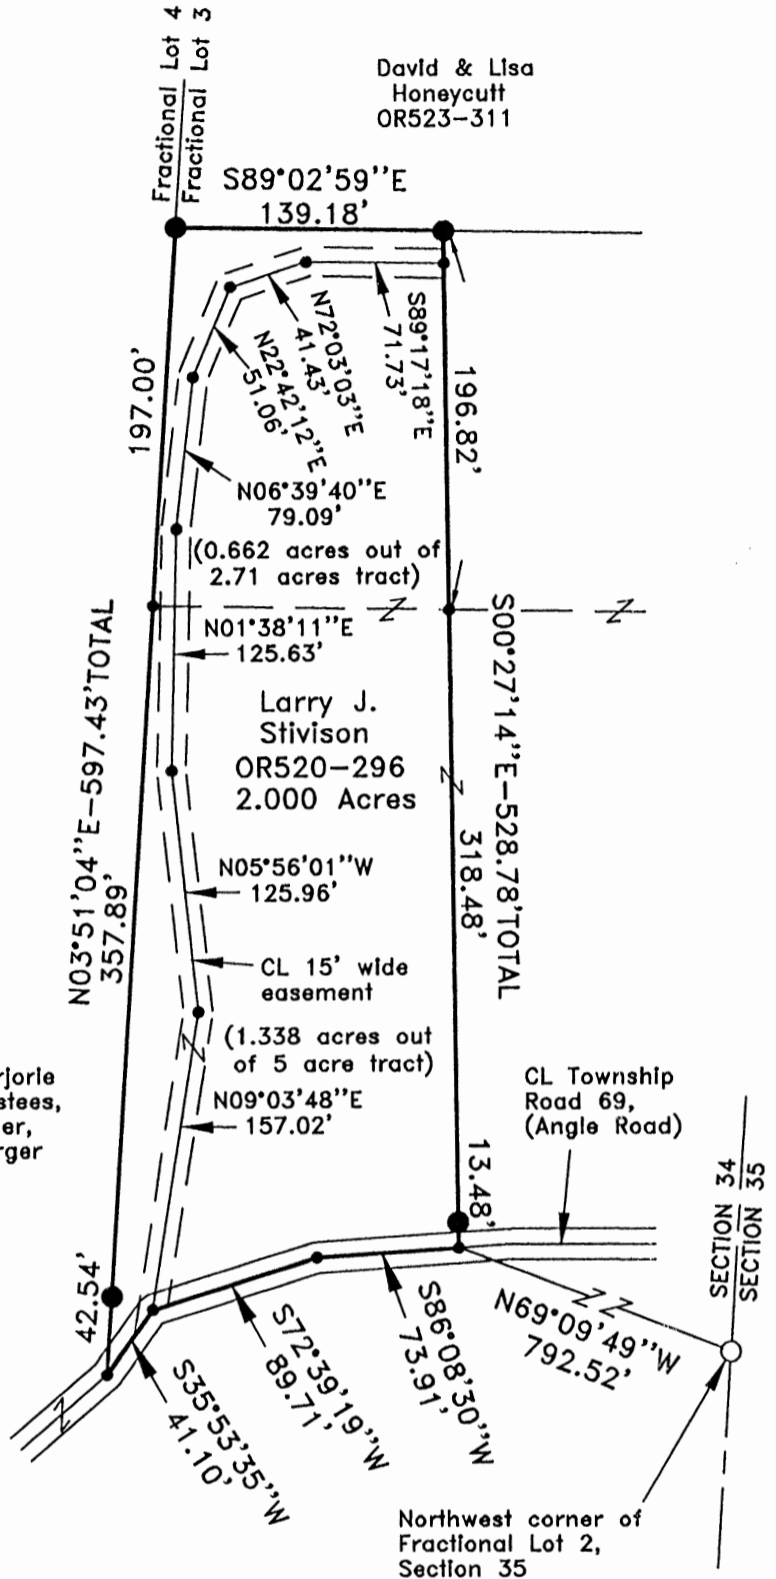 Fractional Lot 4
Fractional Lot 3
David & Lisa
Honeycutt
OR523-311
S89°02'59"E
139.18'
197.00'
N22°42'12"E
51.06'
N72°03'03"E
41.43'
S89°17'18"E
71.73'
196.82'
N06°39'40"E
79.09'
(0.662 acres out of
2.71 acres tract)
N01°38'11"E
125.63'
N03°51'04"E-597.43'TOTAL
357.89'
Larry J.
Stivison
OR520-296
2.000 Acres
S00°27'14"E-528.78'TOTAL
318.48'
N05°56'01"W
125.96'
CL 15' wide
easement
(1.338 acres out
of 5 acre tract)
rjorie
stees,
er,
rger
N09°03'48"E
157.02'
CL Township
Road 69,
(Angle Road)
13.48'
SECTION 34
SECTION 35
42.54'
S35°53'35"W
41.10'
S72°39'19"W
89.71'
S86°08'30"W
73.91'
N69°09'49"W
792.52'
Northwest corner of
Fractional Lot 2,
Section 35